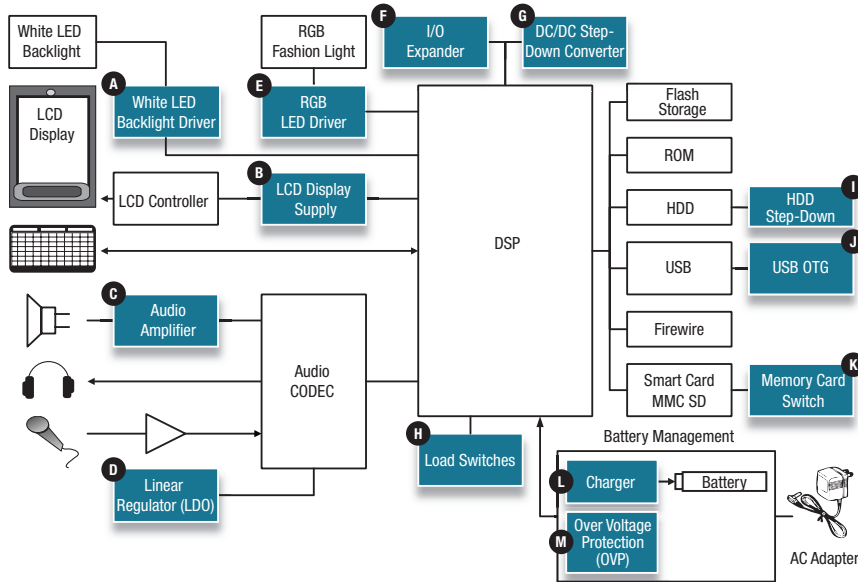 White LED
Backlight
RGB
Fashion Light
F
I/O
Expander
G
DC/DC Step-
Down Converter
A
White LED
Backlight Driver
LCD
Display
E
RGB
LED Driver
Flash
Storage
ROM
B
LCD Display
Supply
LCD Controller
HDD
I
HDD
Step-Down
DSP
USB
J
USB OTG
C
Audio
Amplifier
Firewire
Audio
CODEC
Smart Card
MMC SD
K
Memory Card
Switch
H
Load Switches
Battery Management
D
Linear
Regulator (LDO)
L
Charger
Battery
M
Over Voltage
Protection
(OVP)
AC Adapter